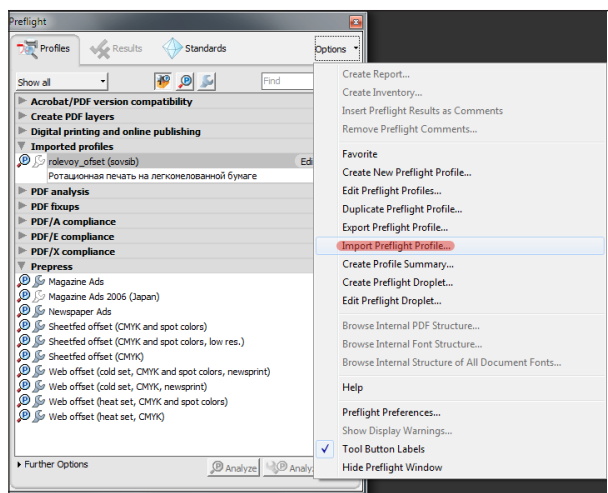 Preflight
Profiles
Results
Standards
Options
Show all
Find
Acrobat/PDF version compatibility
Create PDF layers
Digital printing and online publishing
Imported profiles
rolevoy_ofset (sovsib)
Edi
Ротационная печать на легкомелованной бумаге
PDF analysis
PDF fixups
PDF/A compliance
PDF/E compliance
PDF/X compliance
Prepress
Magazine Ads
Magazine Ads 2006 (Japan)
Newspaper Ads
Sheetfed offset (CMYK and spot colors)
Sheetfed offset (CMYK and spot colors, low res.)
Sheetfed offset (CMYK)
Web offset (cold set, CMYK and spot colors, newsprint)
Web offset (cold set, CMYK, newsprint)
Web offset (heat set, CMYK and spot colors)
Web offset (heat set, CMYK)
Further Options
Analyze
Analy
Create Report...
Create Inventory...
Insert Preflight Results as Comments
Remove Preflight Comments...
Favorite
Create New Preflight Profile...
Edit Preflight Profiles...
Duplicate Preflight Profile...
Export Preflight Profile...
Import Preflight Profile...
Create Profile Summary...
Create Preflight Droplet...
Edit Preflight Droplet...
Browse Internal PDF Structure...
Browse Internal Font Structure...
Browse Internal Structure of All Document Fonts...
Help
Preflight Preferences...
Show Display Warnings...
Tool Button Labels
Hide Preflight Window